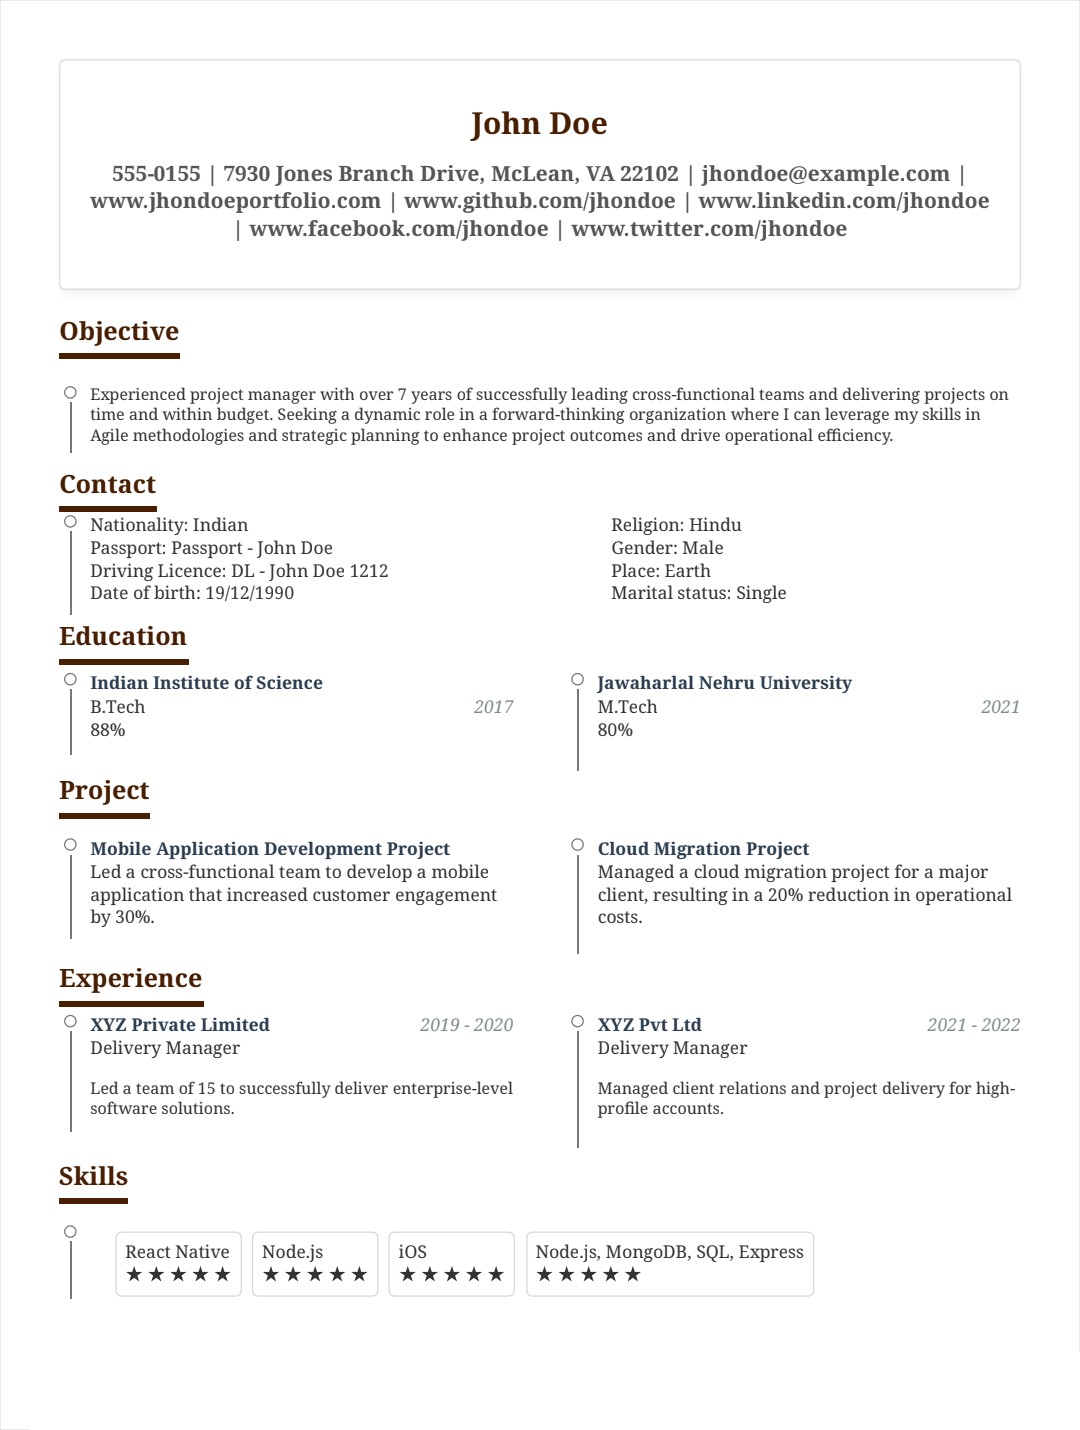 John Doe
555-0155 | 7930 Jones Branch Drive, McLean, VA 22102 | jhondoe@example.com |
www.jhondoeportfolio.com | www.github.com/jhondoe | www.linkedin.com/jhondoe
| www.facebook.com/jhondoe | www.twitter.com/jhondoe
Objective
Experienced project manager with over 7 years of successfully leading cross-functional teams and delivering projects on
time and within budget. Seeking a dynamic role in a forward-thinking organization where I can leverage my skills in
Agile methodologies and strategic planning to enhance project outcomes and drive operational efficiency.
Contact
Nationality: Indian
Passport: Passport - John Doe
Driving Licence: DL - John Doe 1212
Date of birth: 19/12/1990
Religion: Hindu
Gender: Male
Place: Earth
Marital status: Single
Education
Indian Institute of Science
B.Tech 2017
88%
Jawaharlal Nehru University
M.Tech 2021
80%
Project
Mobile Application Development Project
Led a cross-functional team to develop a mobile
application that increased customer engagement
by 30%.
Cloud Migration Project
Managed a cloud migration project for a major
client, resulting in a 20% reduction in operational
costs.
Experience
XYZ Private Limited 2019 - 2020
Delivery Manager
Led a team of 15 to successfully deliver enterprise-level
software solutions.
XYZ Pvt Ltd 2021 - 2022
Delivery Manager
Managed client relations and project delivery for high-
profile accounts.
Skills
React Native
★★★★★
Node.js
★★★★★
iOS
★★★★★
Node.js, MongoDB, SQL, Express
★★★★★